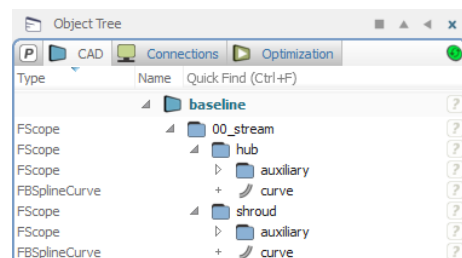 Object Tree
P CAD Connections Optimization
Type Name Quick Find (Ctrl+F)
baseline ?
FScope 00_stream ?
FScope hub ?
FScope auxiliary ?
FBSplineCurve + curve ?
FScope shroud ?
FScope auxiliary ?
FBSplineCurve + curve ?